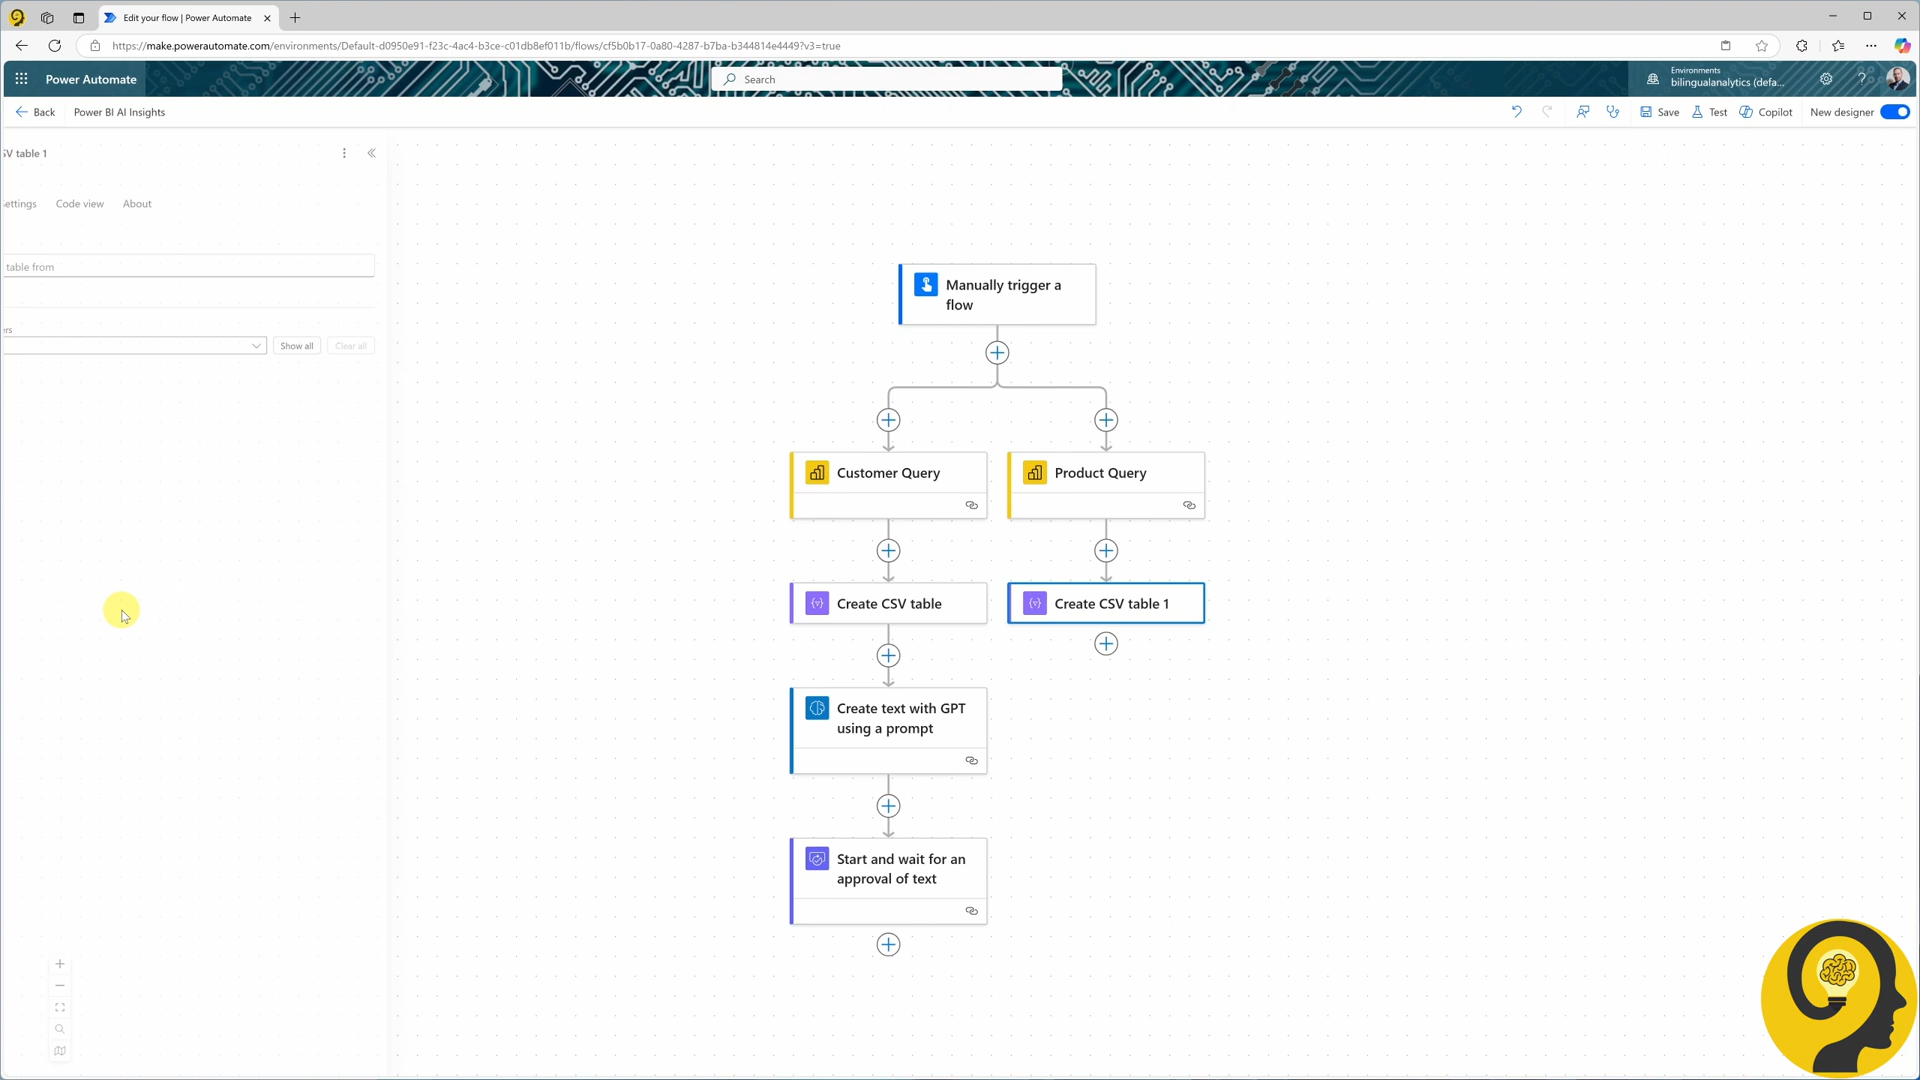 Edit your flow | Power Automate
https://make.powerautomate.com/environments/Default-d0950e91-f23c-4ac4-b3ce-c01db8ef011b/flows/cf5b0b17-0a80-4287-b7ba-b344814e4449?v3=true
Power Automate
Search
Environments
bilingualanalytics (defa...
Back
Power BI AI Insights
Save
Test
Copilot
New designer
SV table 1
Settings
Code view
About
table from
ers
Show all
Clear all
Manually trigger a
flow
Customer Query
Product Query
Create CSV table
Create CSV table 1
Create text with GPT
using a prompt
Start and wait for an
approval of text